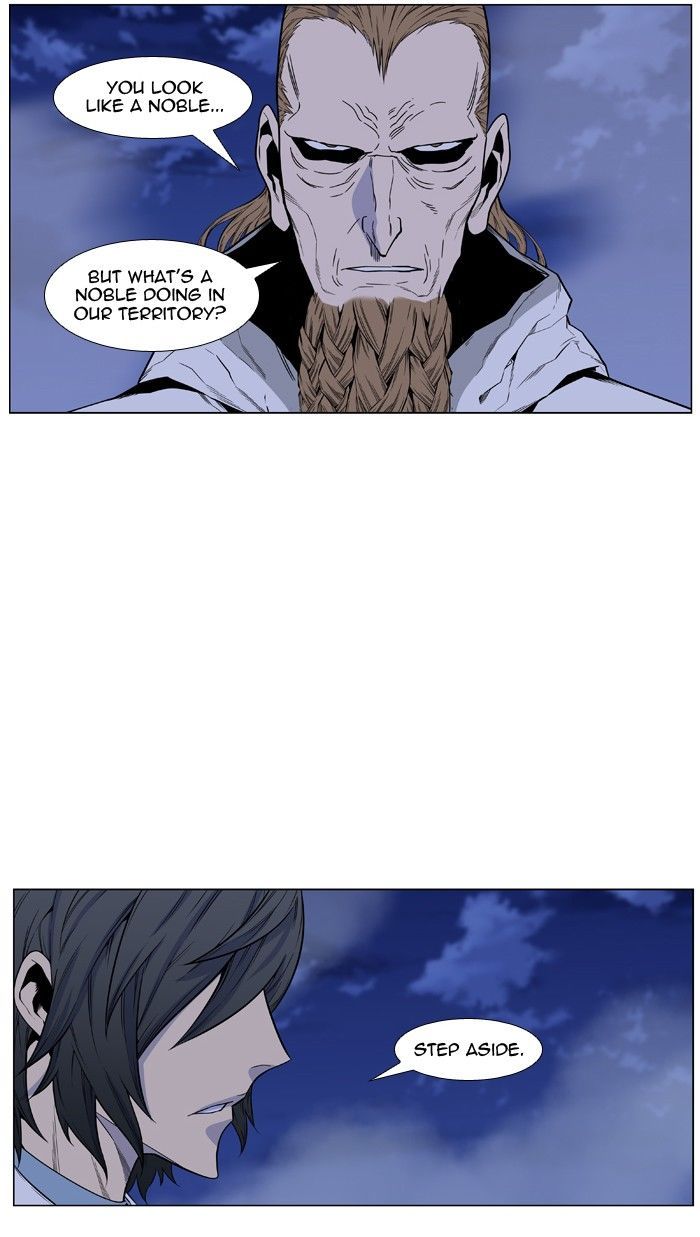 YOU LOOK
LIKE A NOBLE...
BUT WHAT'S A
NOBLE DOING IN
OUR TERRITORY?
STEP ASIDE.